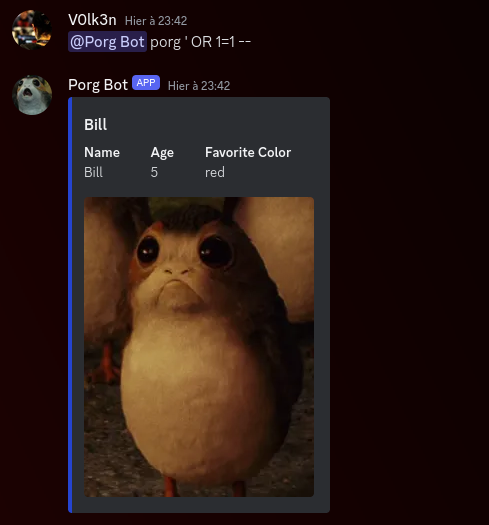 V0lk3n Hier à 23:42
@Porg Bot porg ' OR 1=1 --
Porg Bot APP Hier à 23:42
Bill
Name Age Favorite Color
Bill 5 red